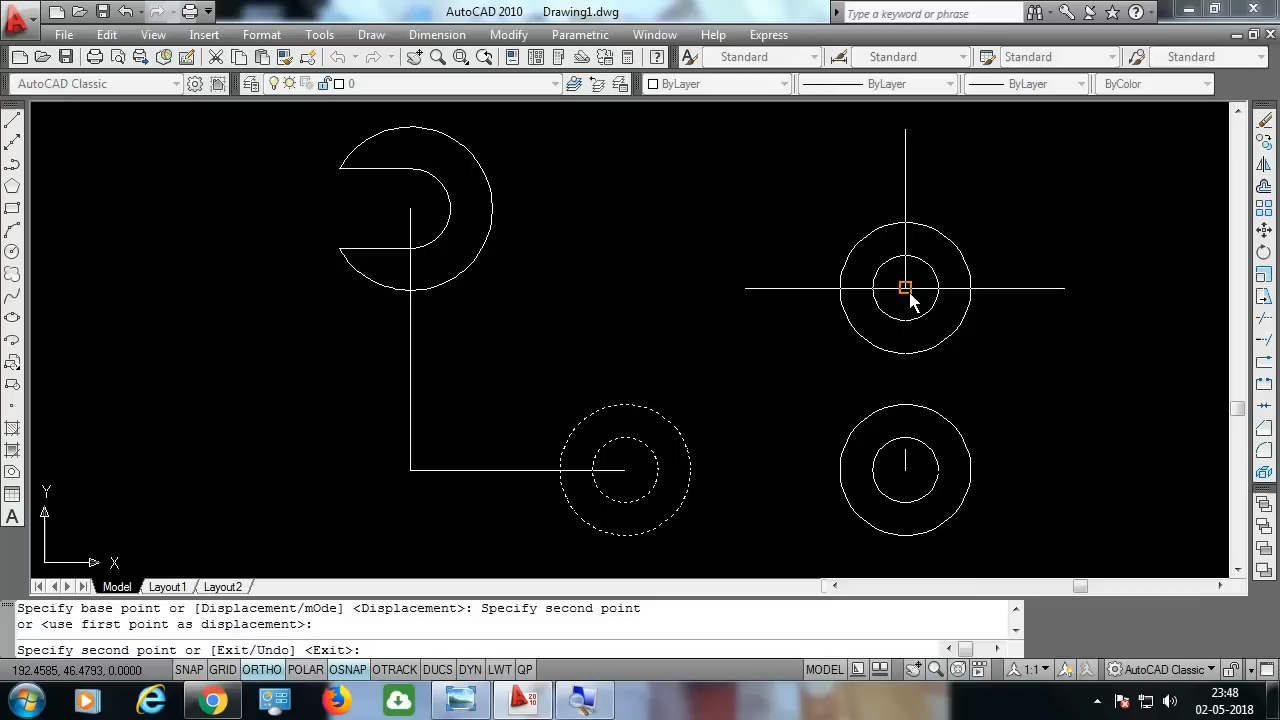 AutoCAD 2010 Drawing1.dwg
Type a keyword or phrase
File Edit View Insert Format Tools Draw Dimension Modify Parametric Window Help Express
Standard Standard Standard Standard
AutoCAD Classic 0 ByLayer ByLayer ByLayer ByColor
A
Y
X
Model Layout1 Layout2
Specify base point or [Displacement/mOde] <Displacement>: Specify second point
or <use first point as displacement>:
Specify second point or [Exit/Undo] <Exit>:
192.4585, 46.4793, 0.0000 SNAP GRID ORTHO POLAR OSNAP OTRACK DUCS DYN LWT QP MODEL 1:1 AutoCAD Classic
23:48
02-05-2018